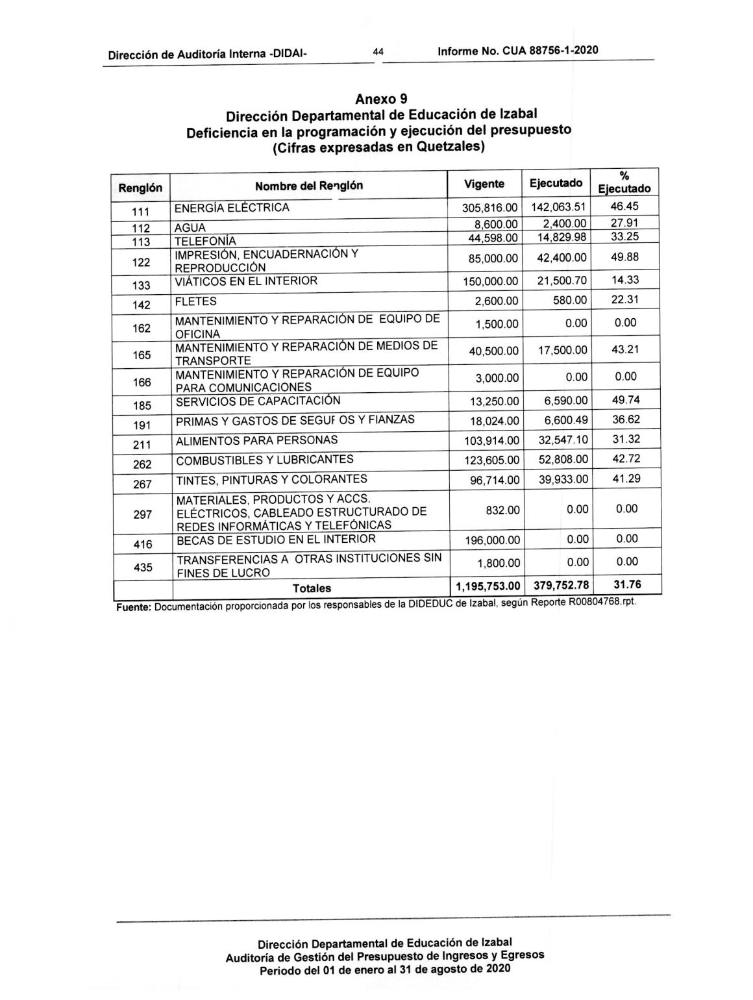 Dirección de Auditoría Interna -DIDAI- 44 Informe No. CUA 88756-1-2020
Anexo 9
Dirección Departamental de Educación de Izabal
Deficiencia en la programación y ejecución del presupuesto
(Cifras expresadas en Quetzales)
Renglón Nombre del Renglón Vigente Ejecutado %
Ejecutado
111 ENERGÍA ELÉCTRICA 305,816.00 142,063.51 46.45
112 AGUA 8,600.00 2,400.00 27.91
113 TELEFONÍA 44,598.00 14,829.98 33.25
122 IMPRESIÓN, ENCUADERNACIÓN Y
REPRODUCCIÓN 85,000.00 42,400.00 49.88
133 VIÁTICOS EN EL INTERIOR 150,000.00 21,500.70 14.33
142 FLETES 2,600.00 580.00 22.31
162 MANTENIMIENTO Y REPARACIÓN DE EQUIPO DE
OFICINA 1,500.00 0.00 0.00
165 MANTENIMIENTO Y REPARACIÓN DE MEDIOS DE
TRANSPORTE 40,500.00 17,500.00 43.21
166 MANTENIMIENTO Y REPARACIÓN DE EQUIPO
PARA COMUNICACIONES 3,000.00 0.00 0.00
185 SERVICIOS DE CAPACITACIÓN 13,250.00 6,590.00 49.74
191 PRIMAS Y GASTOS DE SEGUROS Y FIANZAS 18,024.00 6,600.49 36.62
211 ALIMENTOS PARA PERSONAS 103,914.00 32,547.10 31.32
262 COMBUSTIBLES Y LUBRICANTES 123,605.00 52,808.00 42.72
267 TINTES, PINTURAS Y COLORANTES 96,714.00 39,933.00 41.29
297 MATERIALES, PRODUCTOS Y ACCS.
ELÉCTRICOS, CABLEADO ESTRUCTURADO DE
REDES INFORMÁTICAS Y TELEFÓNICAS 832.00 0.00 0.00
416 BECAS DE ESTUDIO EN EL INTERIOR 196,000.00 0.00 0.00
435 TRANSFERENCIAS A OTRAS INSTITUCIONES SIN
FINES DE LUCRO 1,800.00 0.00 0.00
Totales 1,195,753.00 379,752.78 31.76
Fuente: Documentación proporcionada por los responsables de la DIDEDUC de Izabal, según Reporte R00804768.rpt.
Dirección Departamental de Educación de Izabal
Auditoría de Gestión del Presupuesto de Ingresos y Egresos
Periodo del 01 de enero al 31 de agosto de 2020